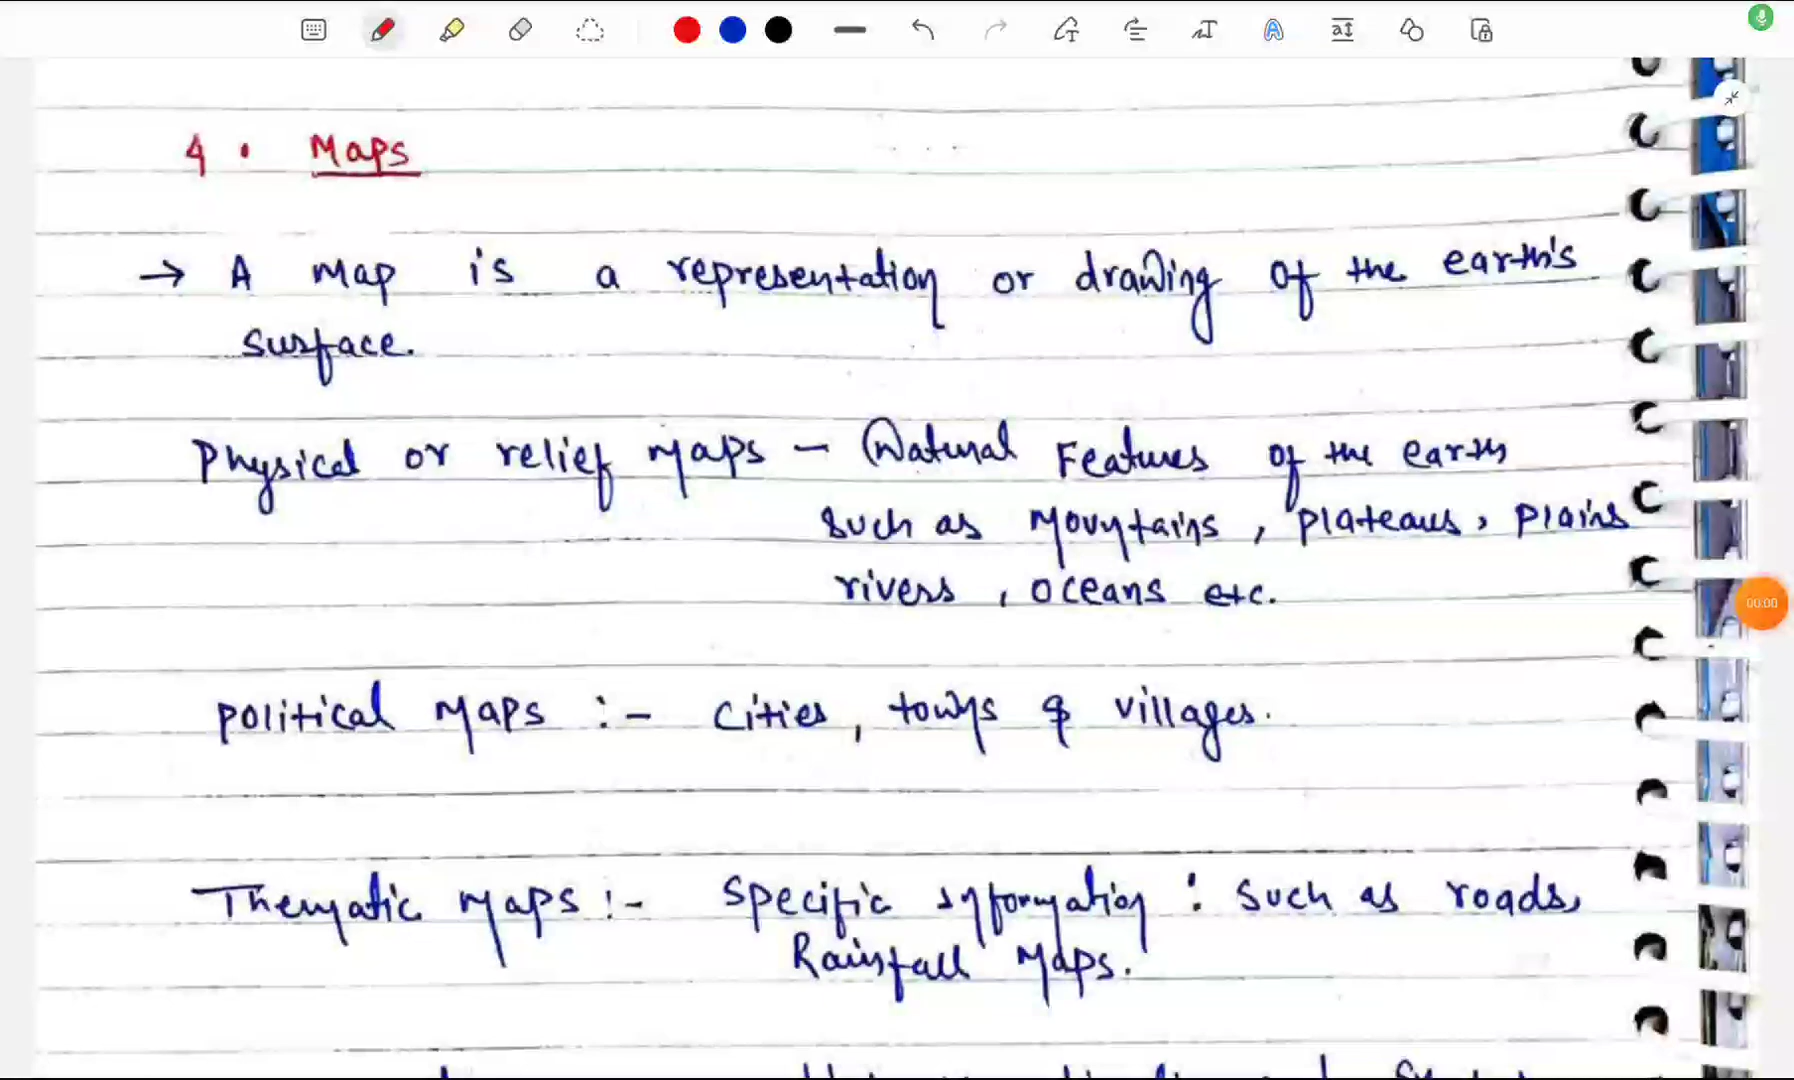 4. Maps
→ A map is a representation or drawing of the earth's
surface.
Physical or relief maps - Natural Features of the earth
such as mountains, plateaus, plains
rivers, oceans etc.
political maps :- cities, towns & villages.
Thematic maps :- specific information : such as roads,
Rainfall maps.
00:00